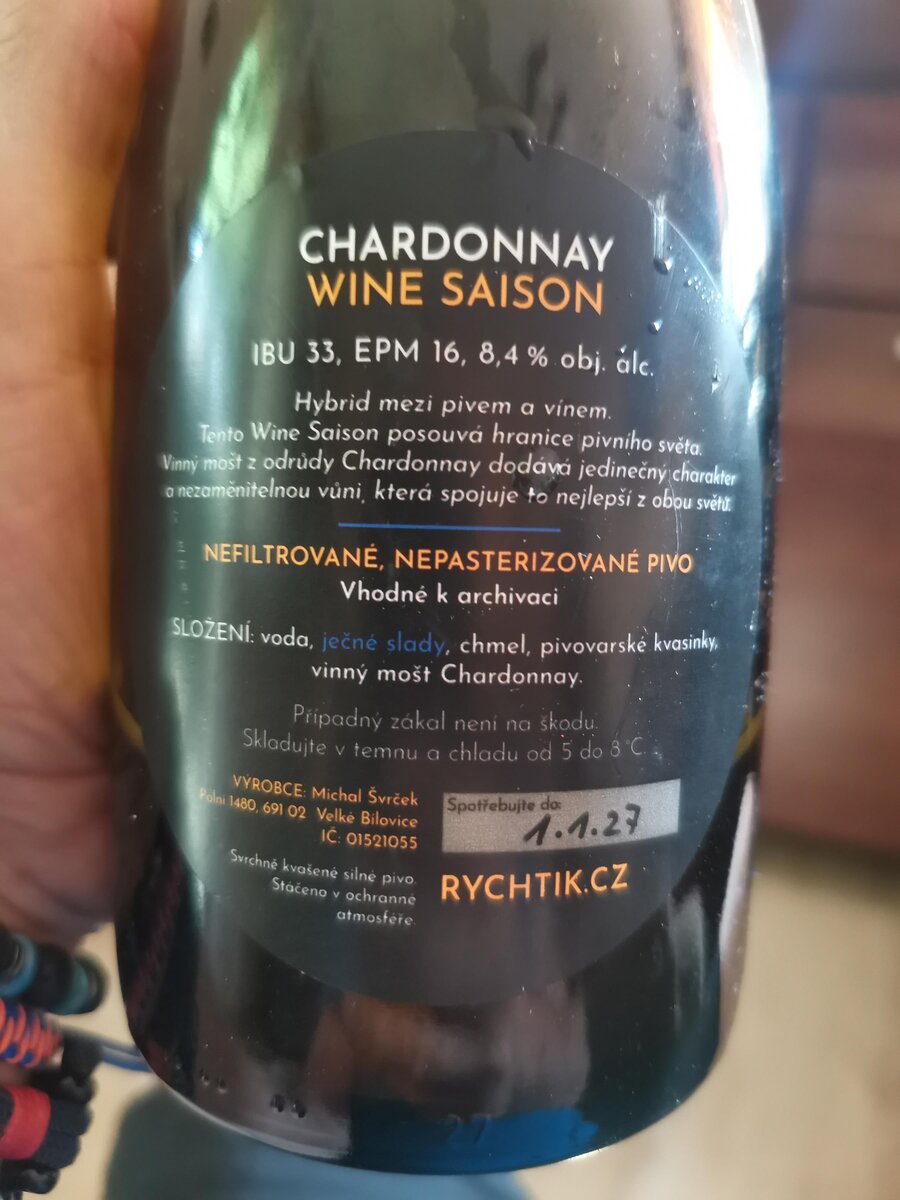 CHARDONNAY
WINE SAISON
IBU 33, EPM 16, 8,4 % obj. alc.
Hybrid mezi pivem a vínem.
Tento Wine Saison posouvá hranice pivního světa.
Vinný mošt z odrůdy Chardonnay dodává jedinečný charakter
a nezaměnitelnou vůni, která spojuje to nejlepší z obou světů.
NEFILTROVANÉ, NEPASTERIZOVANÉ PIVO
Vhodné k archivaci
SLOŽENÍ: voda, ječné slady, chmel, pivovarské kvasinky,
vinný mošt Chardonnay.
Případný zákal není na škodu.
Skladujte v temnu a chladu od 5 do 8°C.
VÝROBCE: Michal Švrček
Polní 1480, 691 02 Velké Bílovice
IČ: 01521055
Svrchně kvašené silné pivo.
Stáčeno v ochranné
atmosféře.
Spotřebujte do:
1.1.27
RYCHTIK.CZ